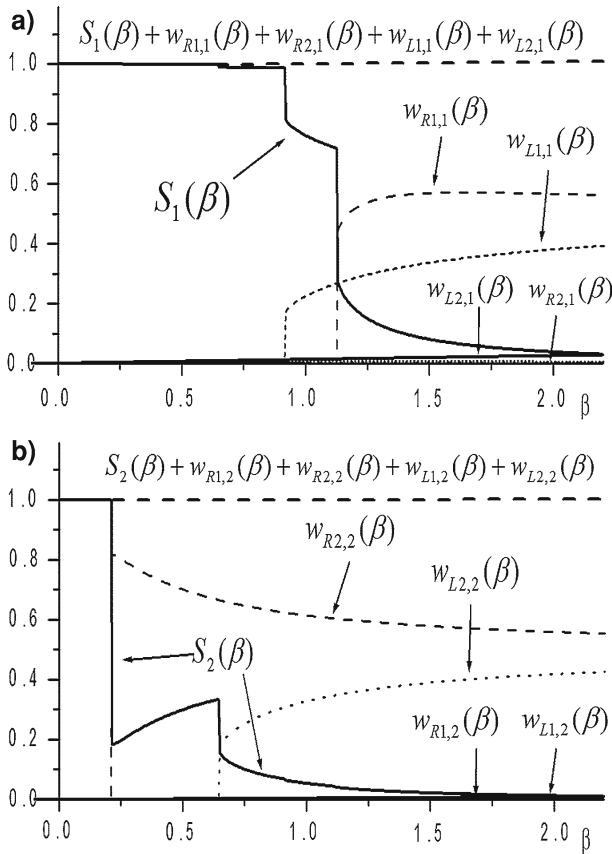 a)
S₁(β) + w_{R1,1}(β) + w_{R2,1}(β) + w_{L1,1}(β) + w_{L2,1}(β)
1.0
w_{R1,1}(β)
w_{L1,1}(β)
0.8
S₁(β)
0.6
0.4
w_{L2,1}(β) w_{R2,1}(β)
0.2
0.0
0.0 0.5 1.0 1.5 2.0 β
b)
S₂(β) + w_{R1,2}(β) + w_{R2,2}(β) + w_{L1,2}(β) + w_{L2,2}(β)
1.0
w_{R2,2}(β)
0.8
w_{L2,2}(β)
0.6
S₂(β)
0.4
w_{R1,2}(β) w_{L1,2}(β)
0.2
0.0
0.0 0.5 1.0 1.5 2.0 β